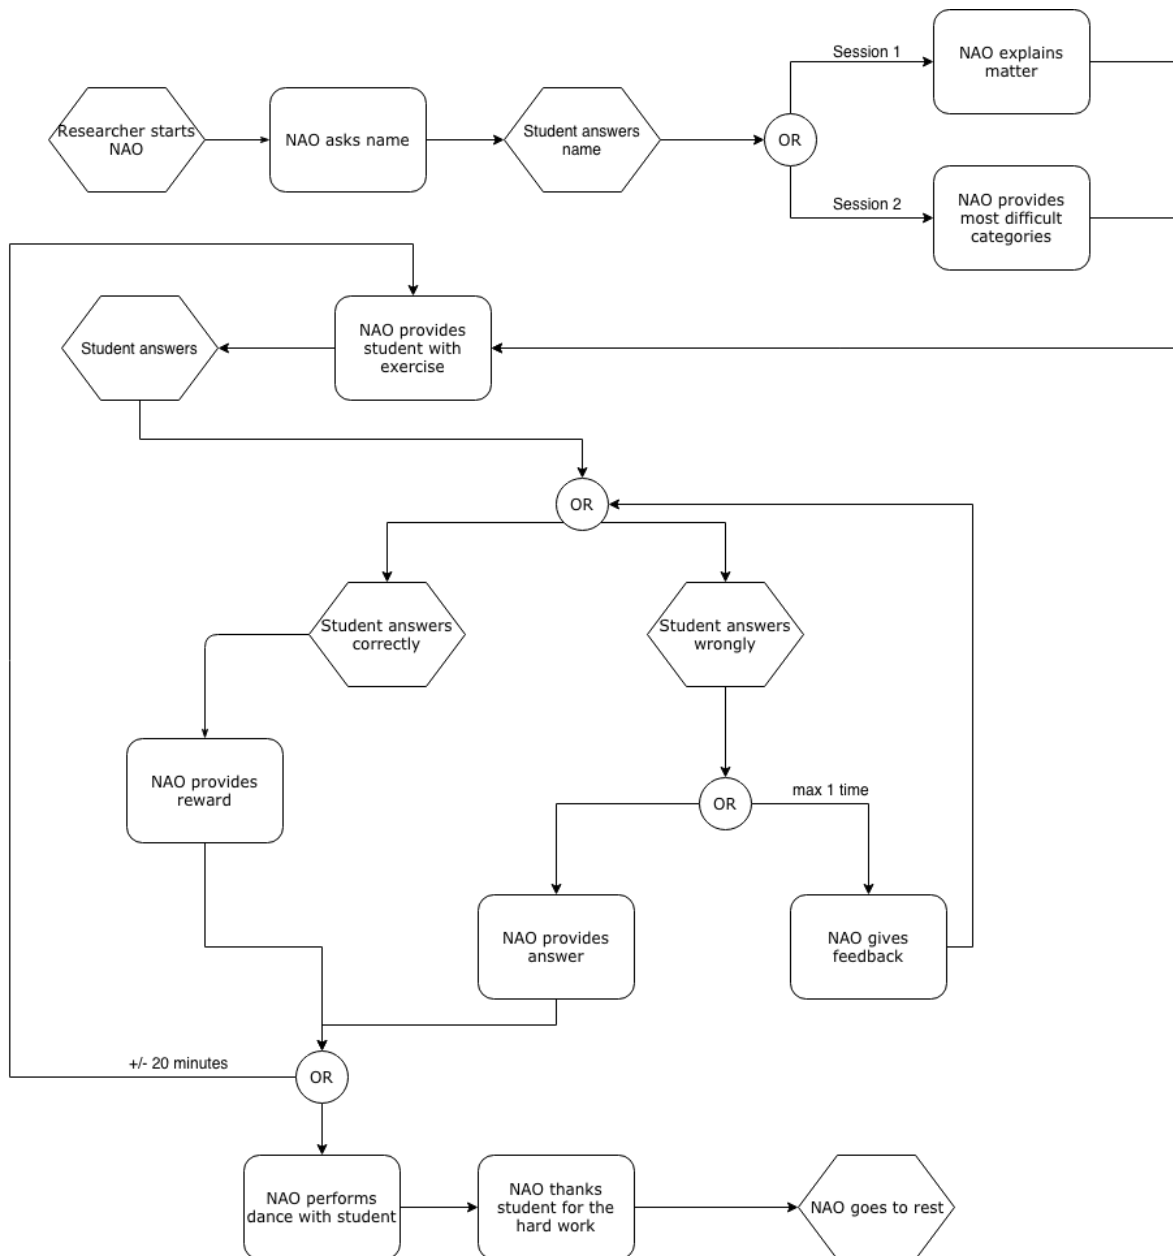 Session 1
NAO explains
matter
Researcher starts
NAO
NAO asks name
Student answers
name
OR
Session 2
NAO provides
most difficult
categories
Student answers
NAO provides
student with
exercise
OR
Student answers
correctly
Student answers
wrongly
NAO provides
reward
OR
max 1 time
NAO provides
answer
NAO gives
feedback
+/- 20 minutes
OR
NAO performs
dance with student
NAO thanks
student for the
hard work
NAO goes to rest